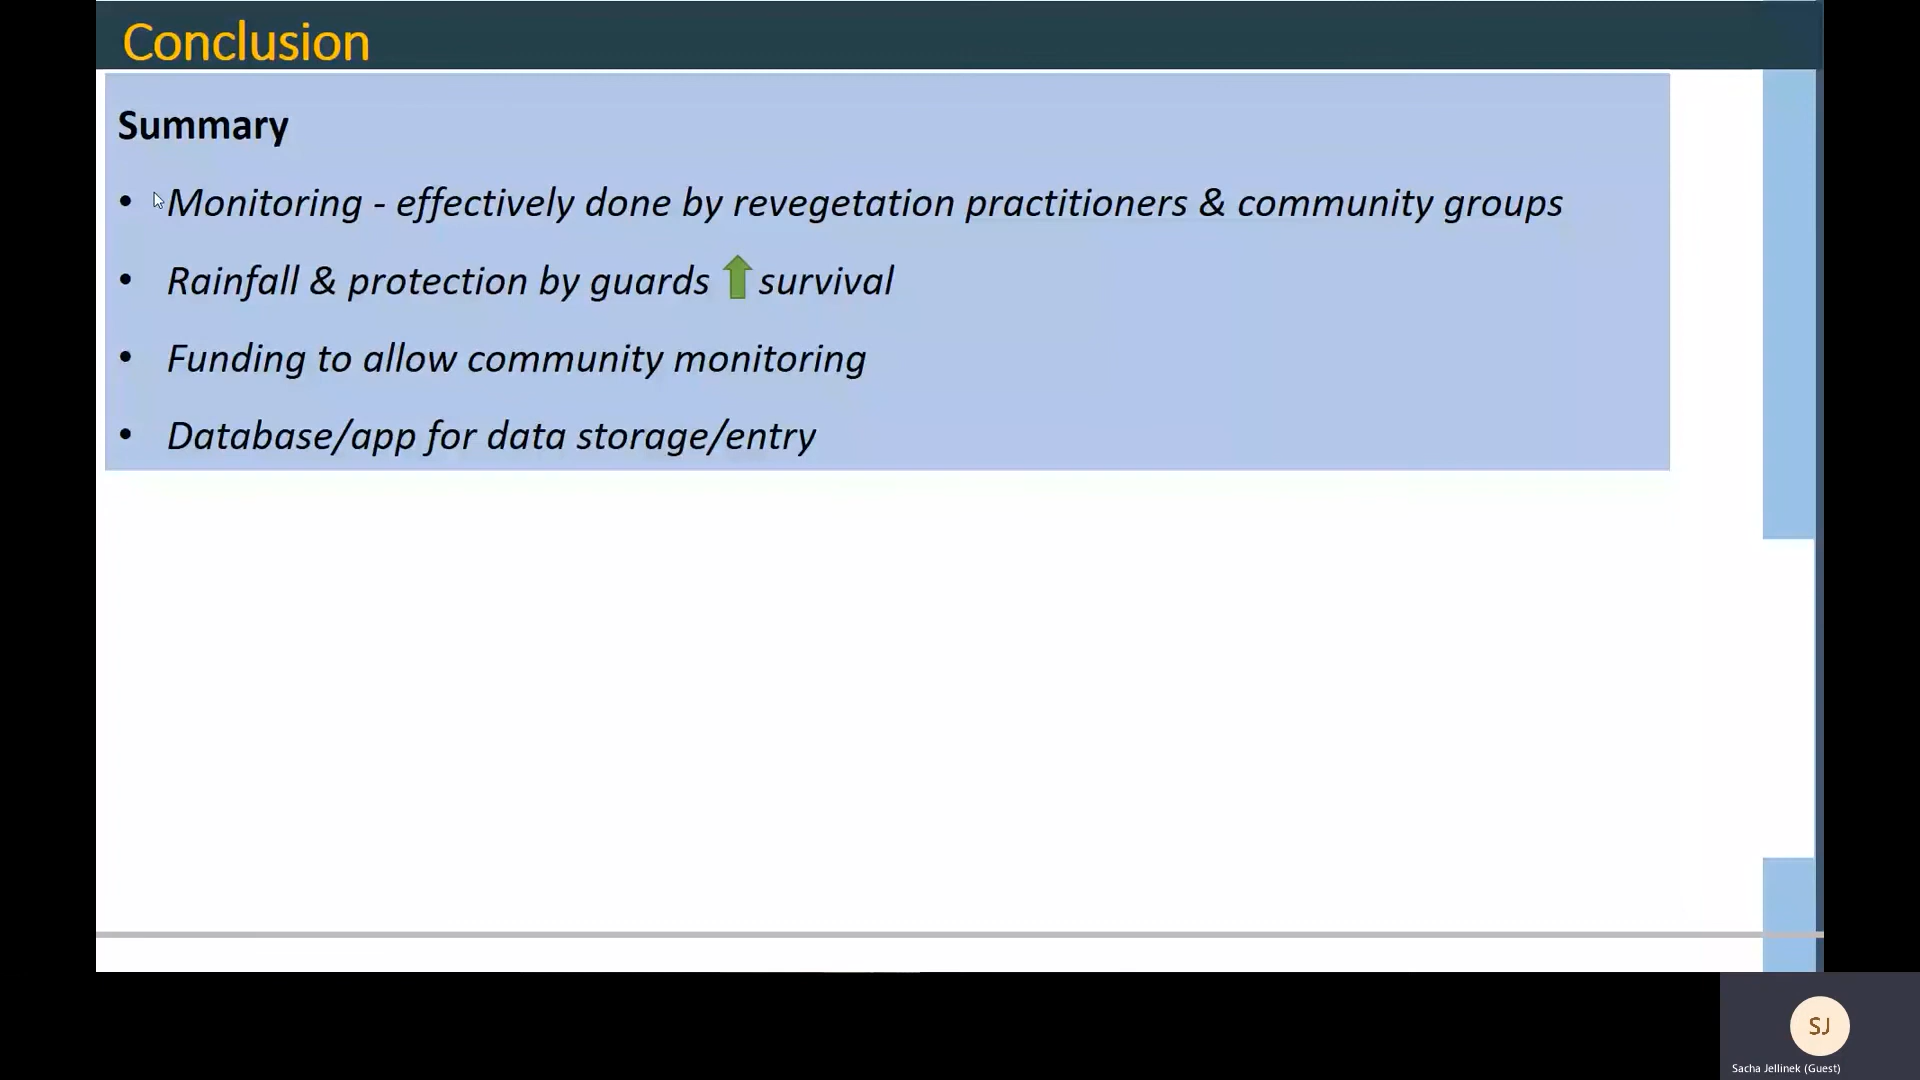 Conclusion
Summary
• Monitoring - effectively done by revegetation practitioners & community groups
• Rainfall & protection by guards survival
• Funding to allow community monitoring
• Database/app for data storage/entry
SJ
Sacha Jellinek (Guest)